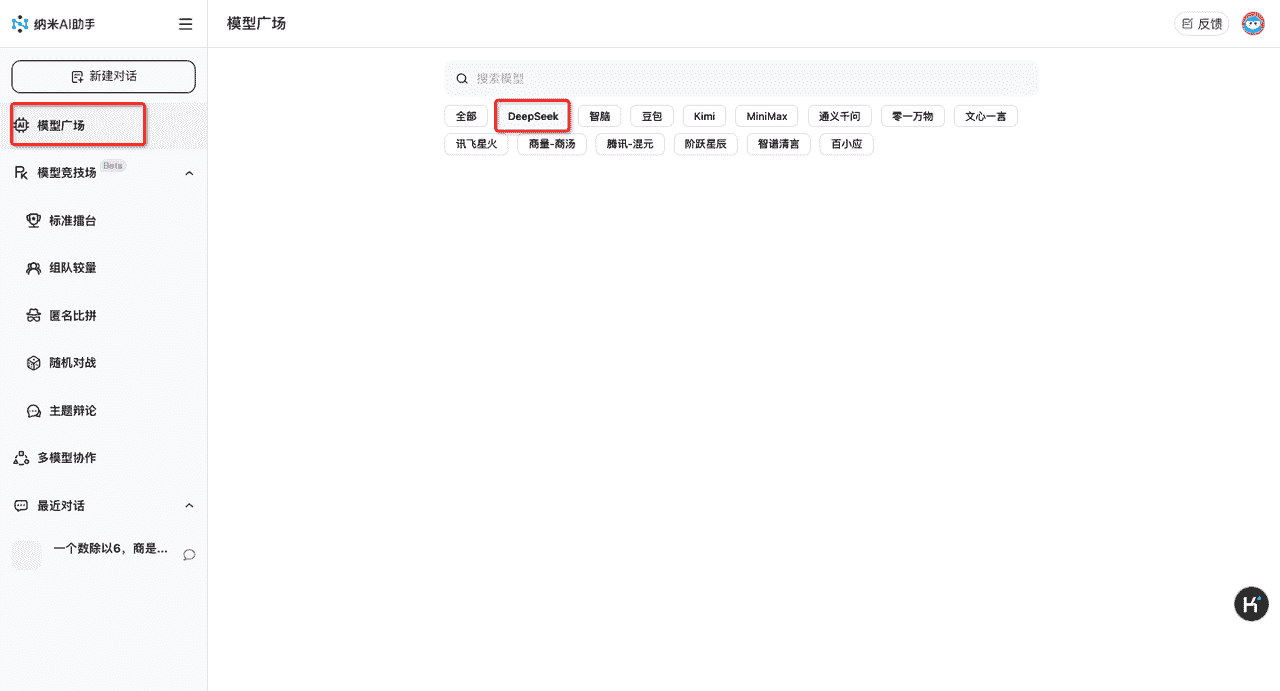 纳米AI助手
模型广场
反馈
新建对话
搜索模型
模型广场
全部 DeepSeek 智脑 豆包 Kimi MiniMax 通义千问 零一万物 文心一言
讯飞星火 商量-商汤 腾讯-混元 阶跃星辰 智谱清言 百小应
模型竞技场 Beta
标准擂台
组队较量
匿名比拼
随机对战
主题辩论
多模型协作
最近对话
一个数除以6，商是...